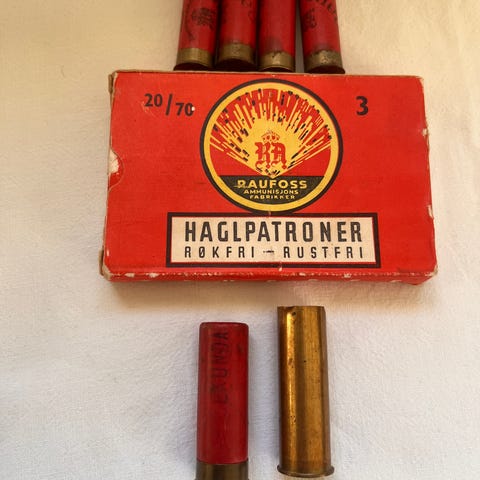 20/70
3
RA
RAUFOSS
AMMUNISJONS
FABRIKKER
HAGLPATRONER
RØKFRI - RUSTFRI